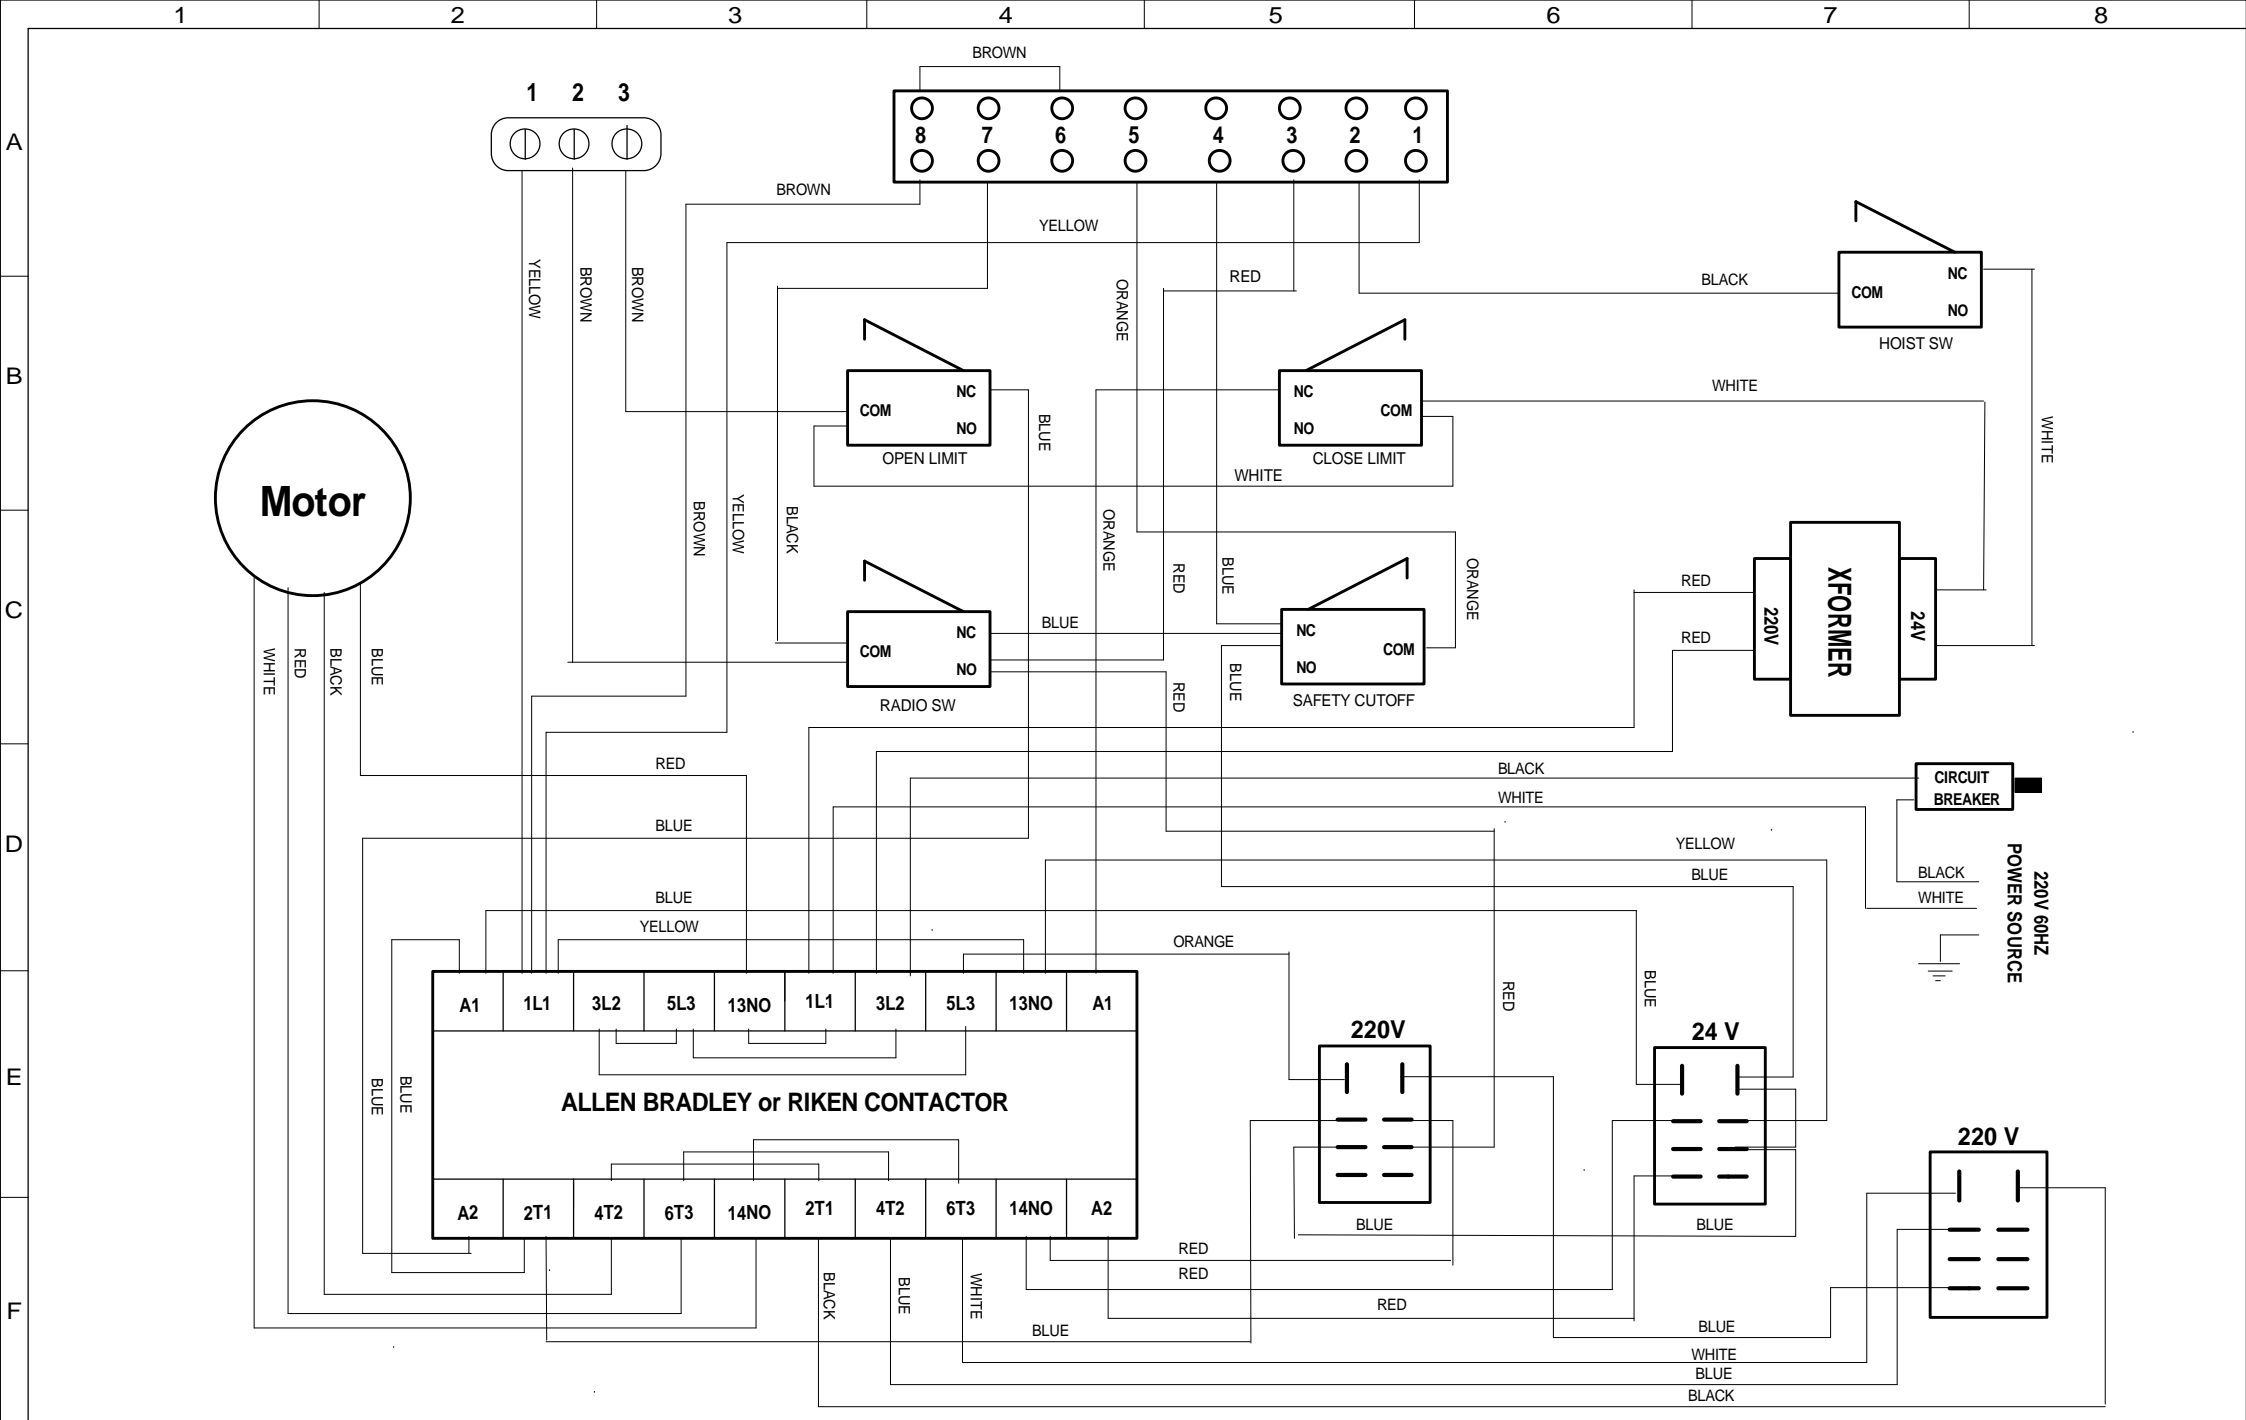 1 2 3 4 5 6 7 8
A
B
C
D
E
F
BROWN
1 2 3
8 7 6 5 4 3 2 1
BROWN
YELLOW
YELLOW
BROWN
BROWN
ORANGE
RED
BLACK
COM
NC
NO
HOIST SW
WHITE
COM
NC
NO
OPEN LIMIT
BLUE
NC
NO
COM
CLOSE LIMIT
WHITE
WHITE
Motor
BROWN
YELLOW
BLACK
ORANGE
RED
BLUE
ORANGE
COM
NC
NO
RADIO SW
BLUE
NC
NO
COM
SAFETY CUTOFF
RED
BLUE
RED
RED
220V
XFORMER
24V
WHITE
RED
BLACK
BLUE
RED
BLACK
WHITE
CIRCUIT
BREAKER
BLUE
YELLOW
BLUE
BLACK
WHITE
220V 60HZ
POWER SOURCE
BLUE
YELLOW
ORANGE
BLUE
RED
A1 1L1 3L2 5L3 13NO 1L1 3L2 5L3 13NO A1
ALLEN BRADLEY or RIKEN CONTACTOR
BLUE
BLUE
220V
24 V
220 V
A2 2T1 4T2 6T3 14NO 2T1 4T2 6T3 14NO A2
BLUE
BLUE
RED
RED
RED
BLACK
BLUE
WHITE
BLUE
BLUE
WHITE
BLUE
BLACK